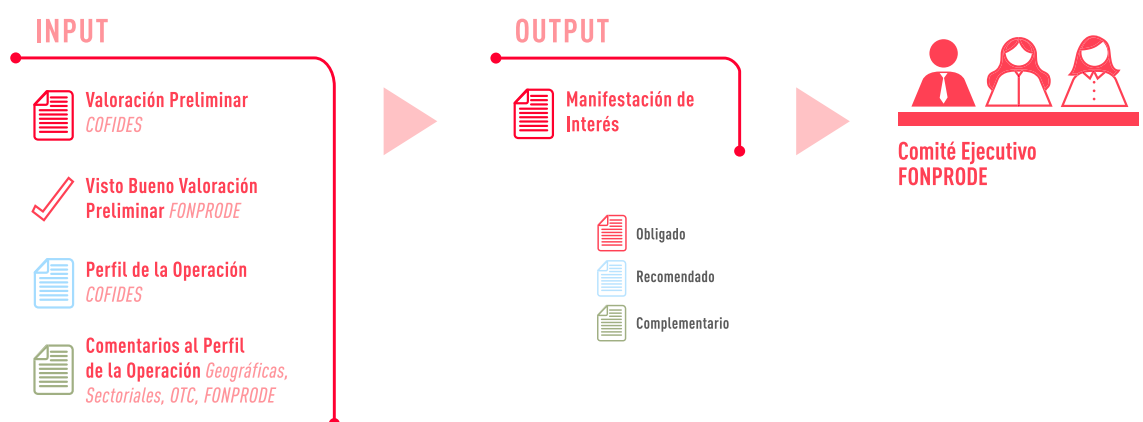 INPUT
Valoración Preliminar
COFIDES
Visto Bueno Valoración
Preliminar FONPRODE
Perfil de la Operación
COFIDES
Comentarios al Perfil
de la Operación Geográficas,
Sectoriales, OTC, FONPRODE
OUTPUT
Manifestación de
Interés
Obligado
Recomendado
Complementario
Comité Ejecutivo
FONPRODE